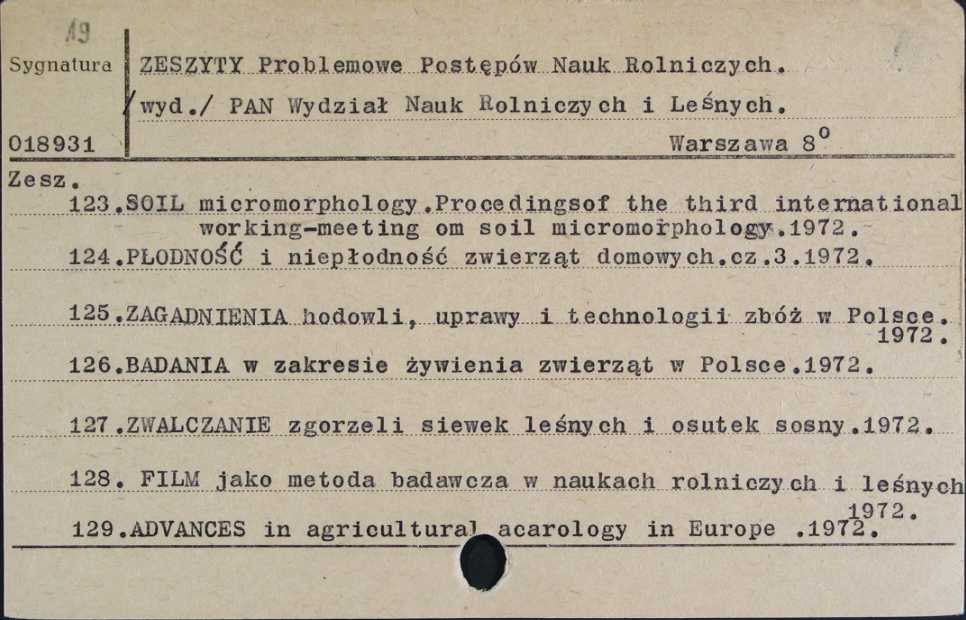 19
Sygnatura ZESZYTY Problemowe Postępów Nauk Rolniczych.
/wyd./ PAN Wydział Nauk Rolniczych i Leśnych.
018931 Warszawa 8⁰
Zesz.
123.SOIL micromorphology.Procedingsof the third international
working-meeting om soil micromorphology.1972.
124.PŁODNOŚĆ i niepłodność zwierząt domowych.cz.3.1972.
125.ZAGADNIENIA hodowli, uprawy i technologii zbóż w Polsce.
1972.
126.BADANIA w zakresie żywienia zwierząt w Polsce.1972.
127.ZWALCZANIE zgorzeli siewek leśnych i osutek sosny.1972.
128. FILM jako metoda badawcza w naukach rolniczych i leśnych
1972.
129.ADVANCES in agricultural acarology in Europe .1972.